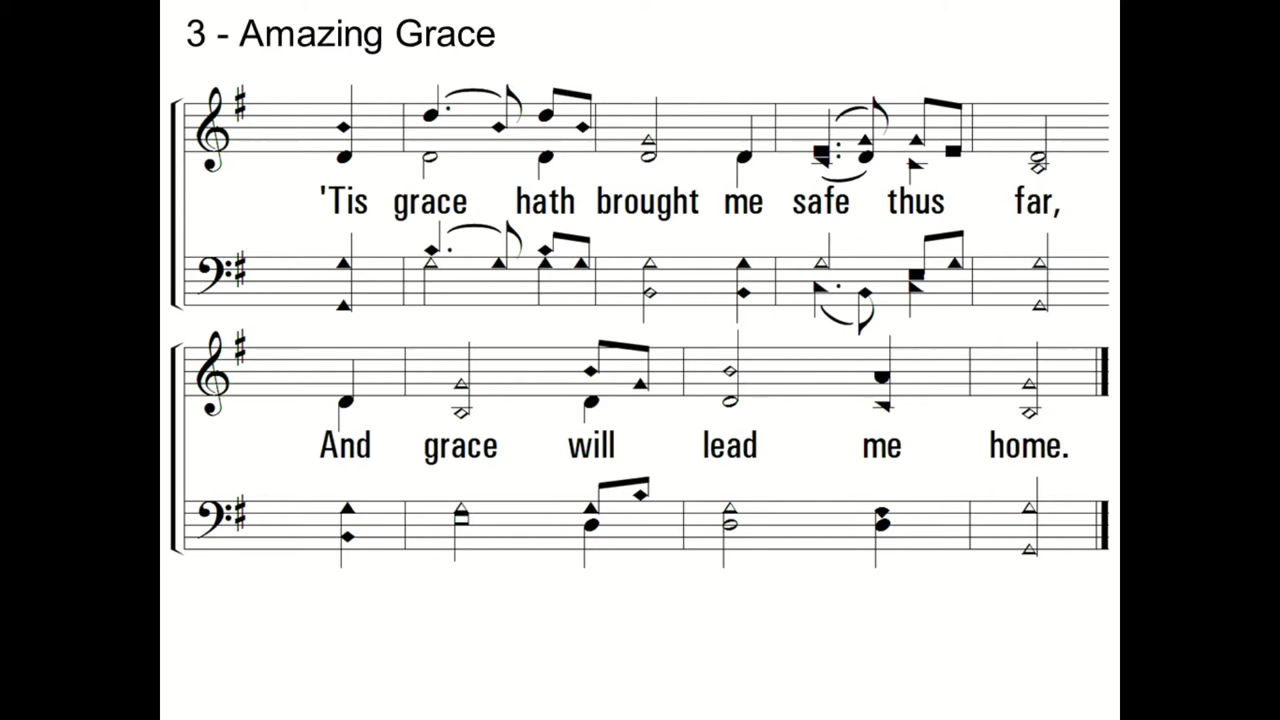 3 - Amazing Grace
'Tis grace hath brought me safe thus far,
And grace will lead me home.